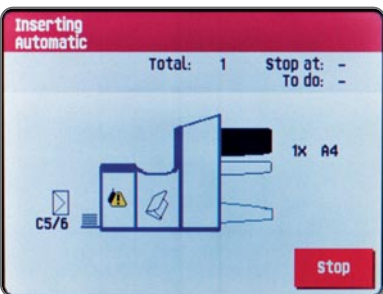 Inserting
Automatic
Total: 1 Stop at: -
To do: -
1x A4
C5/6
Stop